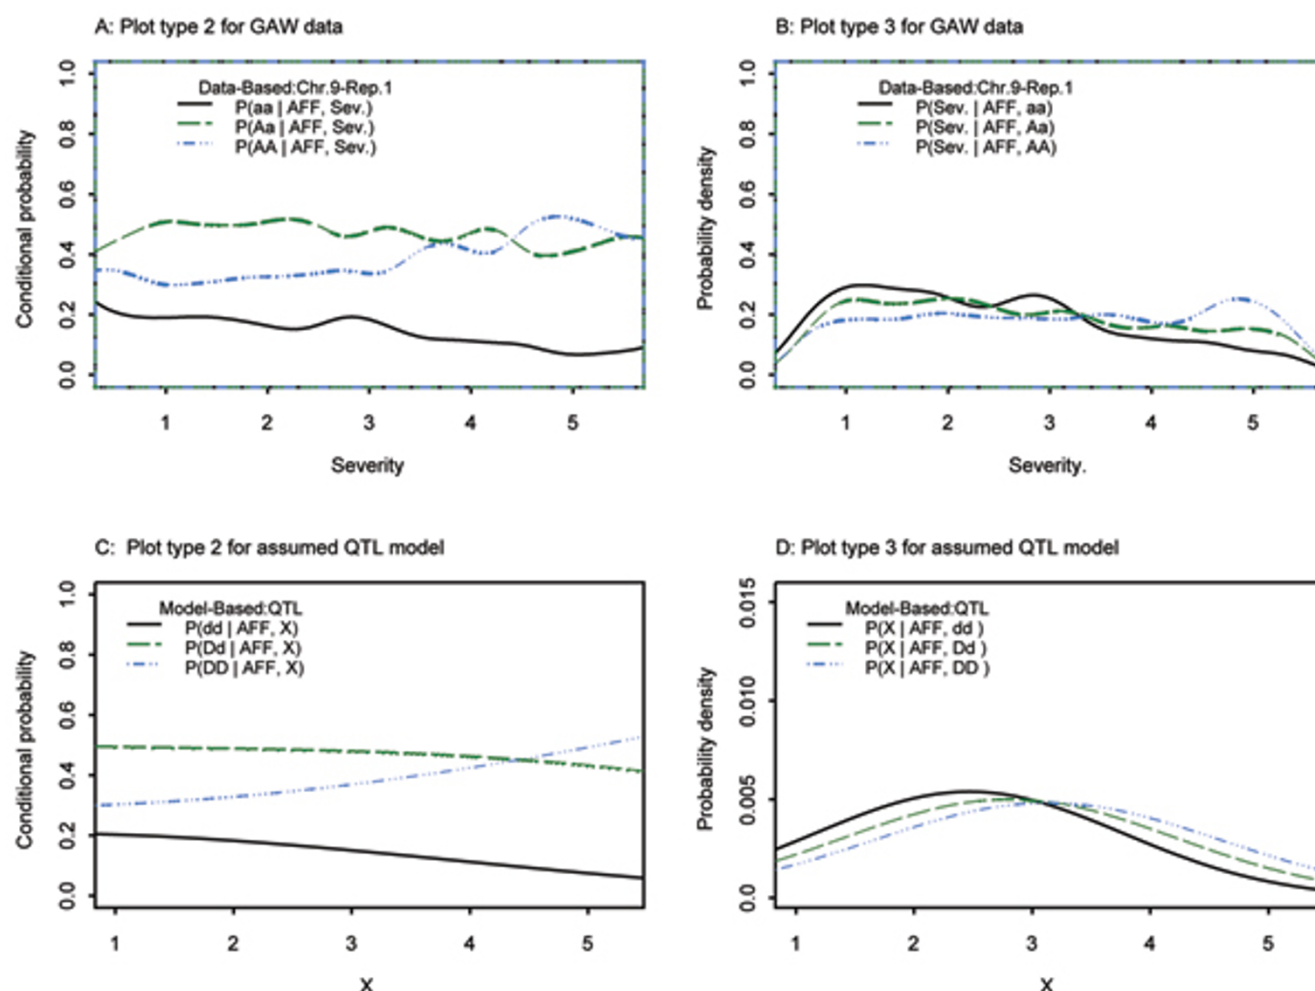 A: Plot type 2 for GAW data
Data-Based:Chr.9-Rep.1
P(aa | AFF, Sev.)
P(Aa | AFF, Sev.)
P(AA | AFF, Sev.)
Conditional probability
1.0
0.8
0.6
0.4
0.2
0.0
1 2 3 4 5
Severity
B: Plot type 3 for GAW data
Data-Based:Chr.9-Rep.1
P(Sev. | AFF, aa)
P(Sev. | AFF, Aa)
P(Sev. | AFF, AA)
Probability density
1.0
0.8
0.6
0.4
0.2
0.0
1 2 3 4 5
Severity.
C: Plot type 2 for assumed QTL model
Model-Based:QTL
P(dd | AFF, X)
P(Dd | AFF, X)
P(DD | AFF, X)
Conditional probability
1.0
0.8
0.6
0.4
0.2
0.0
1 2 3 4 5
X
D: Plot type 3 for assumed QTL model
Model-Based:QTL
P(X | AFF, dd )
P(X | AFF, Dd )
P(X | AFF, DD )
Probability density
0.015
0.010
0.005
0.0
1 2 3 4 5
X